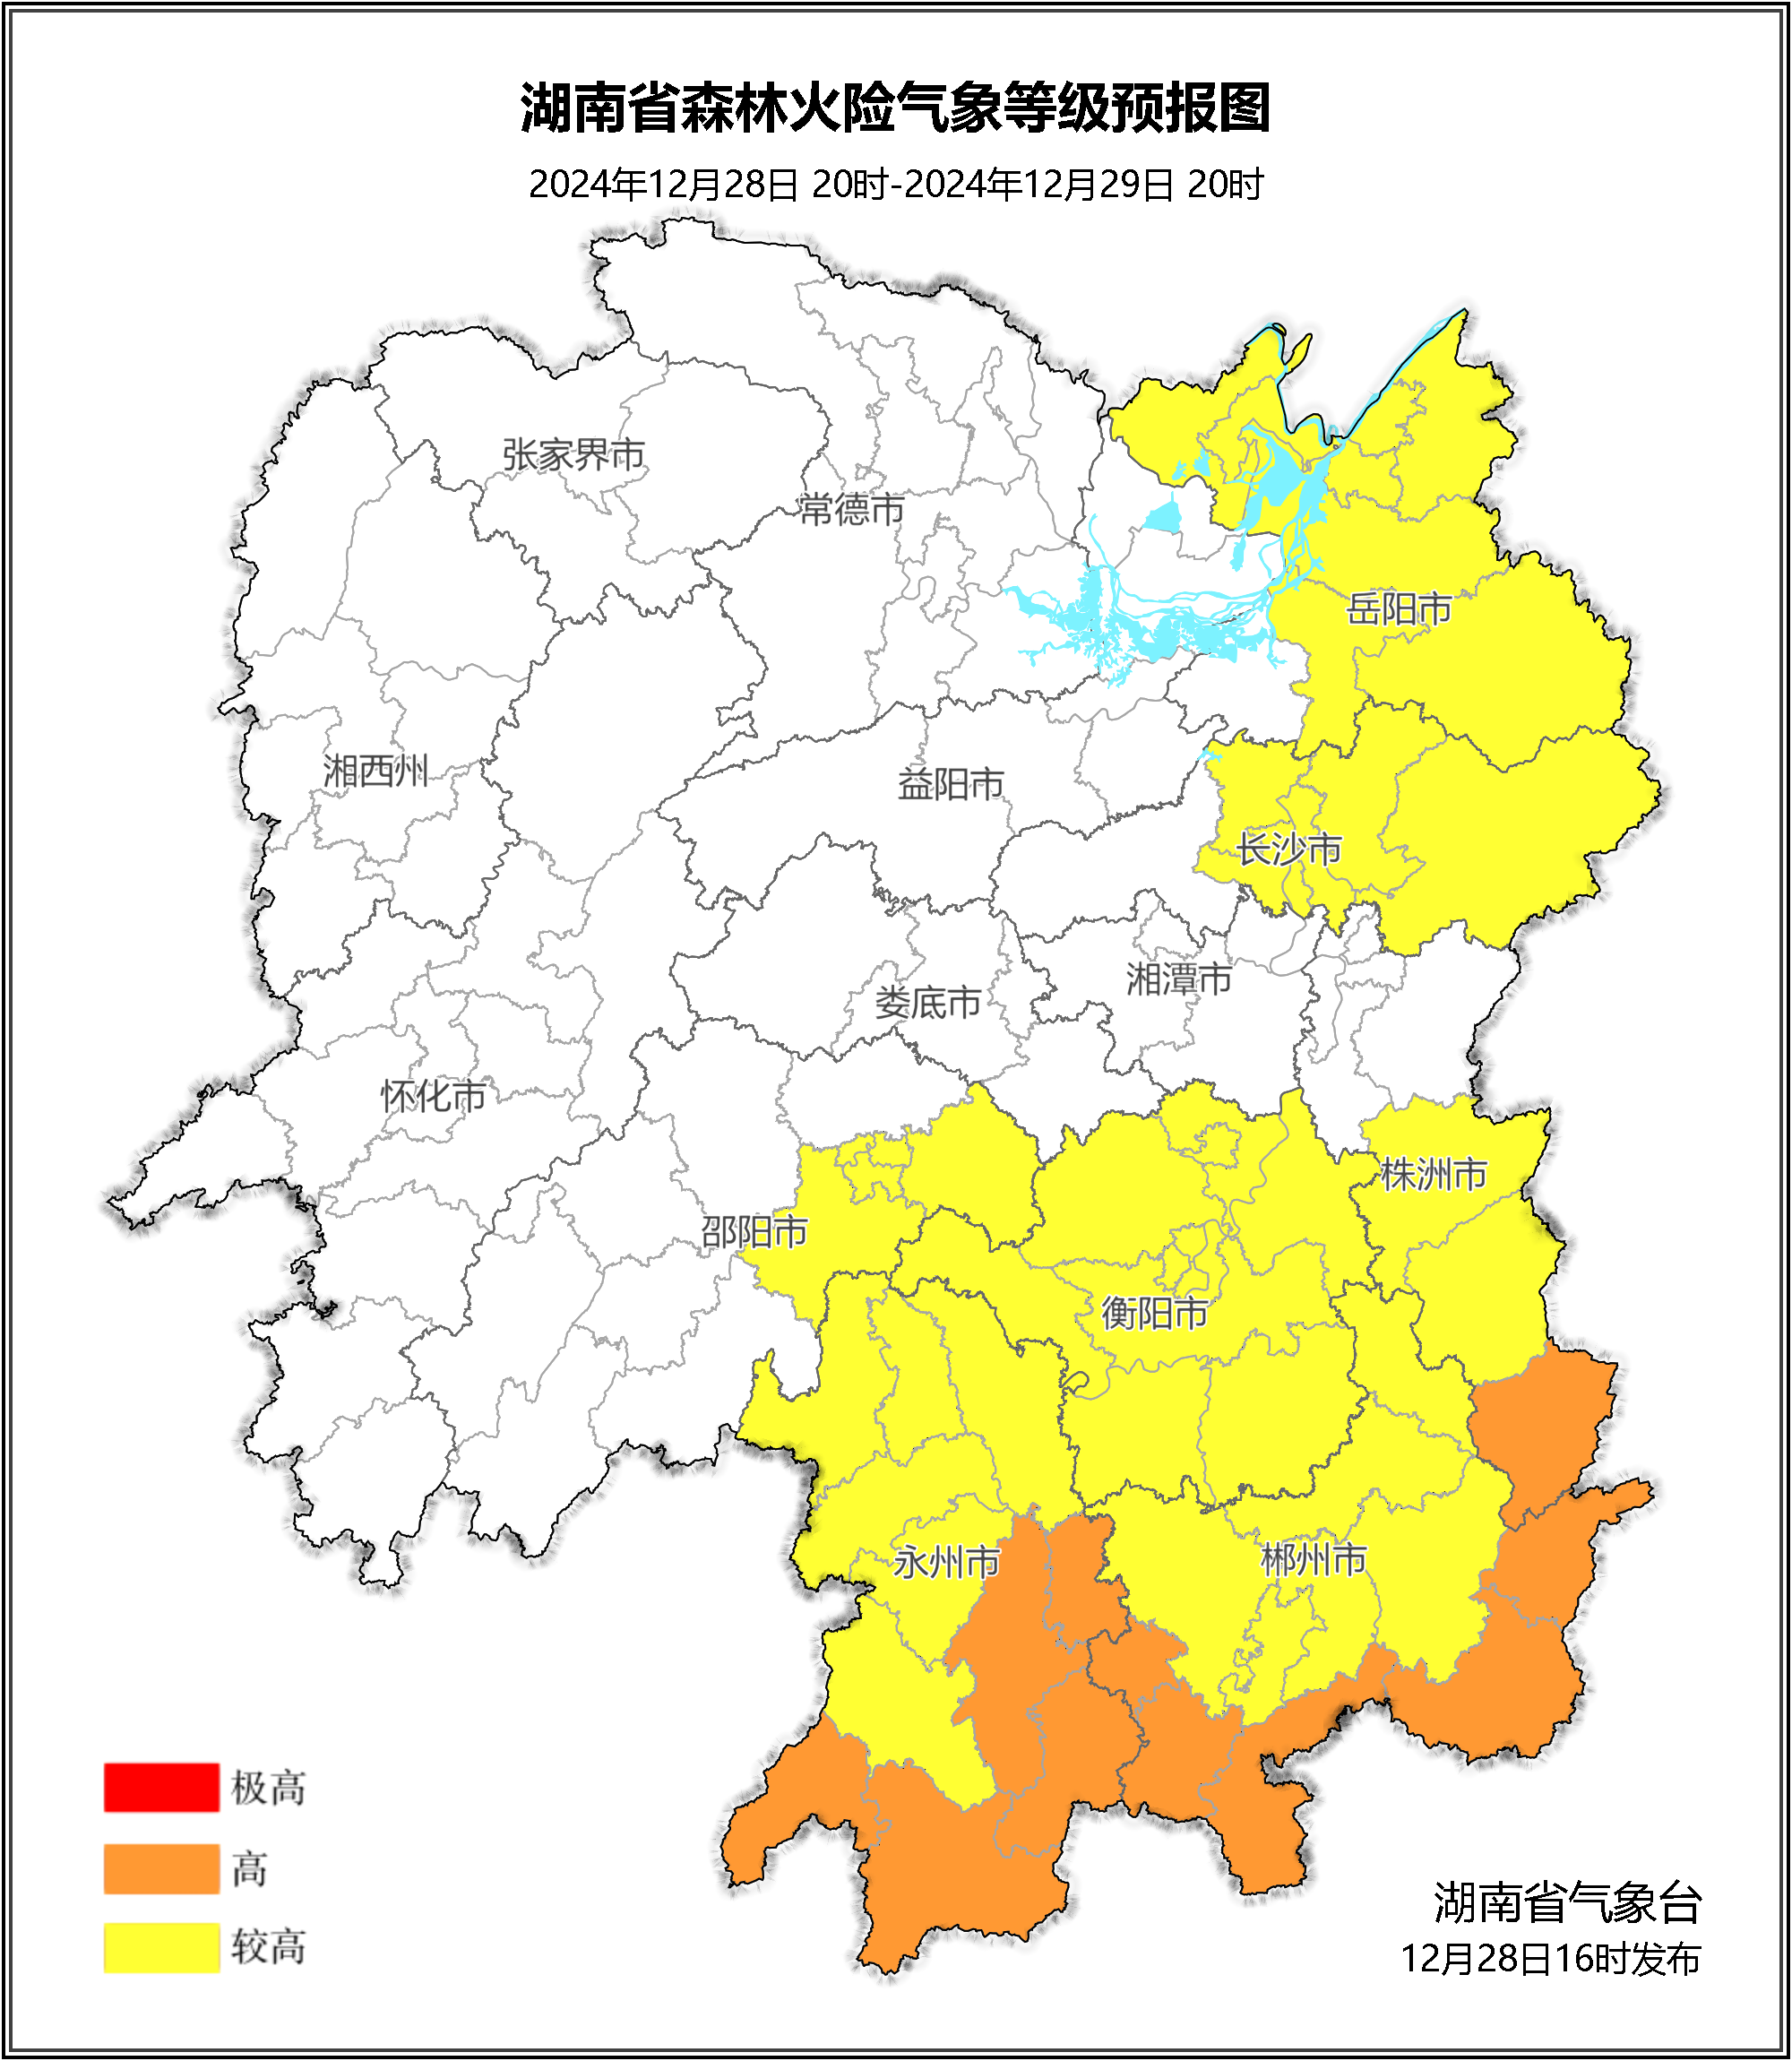 湖南省森林火险气象等级预报图
2024年12月28日 20时-2024年12月29日 20时
张家界市
常德市
岳阳市
湘西州
益阳市
长沙市
湘潭市
娄底市
怀化市
株洲市
邵阳市
衡阳市
永州市
郴州市
极高
高
较高
湖南省气象台
12月28日16时发布